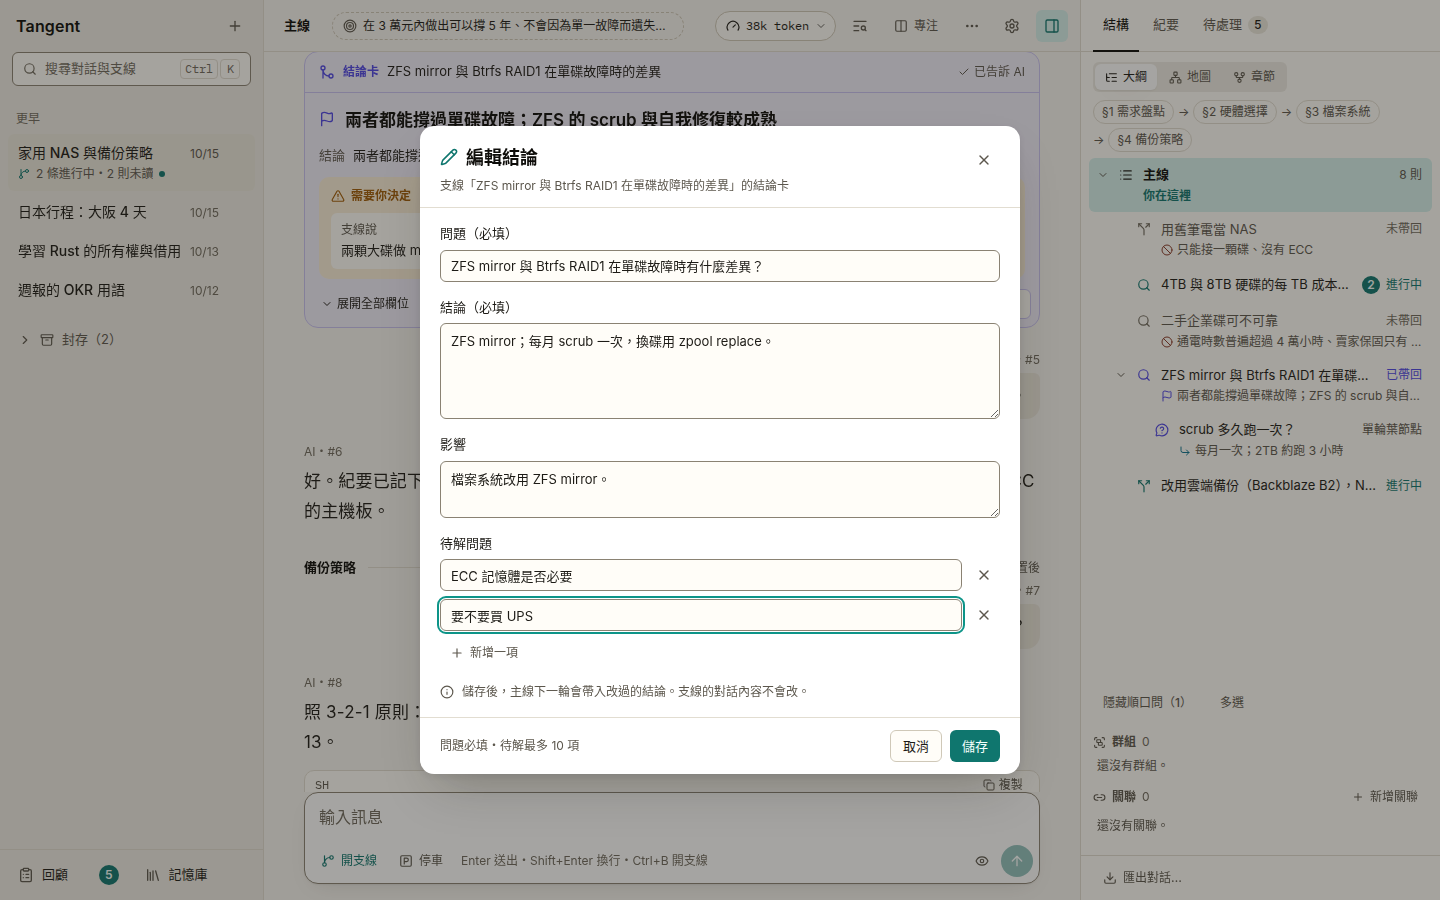 Tangent
搜尋對話與支線
Ctrl K
更早
家用 NAS 與備份策略 10/15
2 條進行中・2 則未讀
日本行程：大阪 4 天 10/15
學習 Rust 的所有權與借用 10/13
週報的 OKR 用語 10/12
封存（2）
回顧 5 記憶庫
主線
在 3 萬元內做出可以撐 5 年、不會因為單一故障而遺失…
38k token
專注
結論卡 ZFS mirror 與 Btrfs RAID1 在單碟故障時的差異
已告訴 AI
兩者都能撐過單碟故障；ZFS 的 scrub 與自我修復較成熟
結論 兩者都能撐
需要你決定
支線說
兩顆大碟做 m
展開全部欄位
#5
AI・#6
好。紀要已記下
的主機板。
備份策略
#7
AI・#8
照 3-2-1 原則：
13。
SH
複製
輸入訊息
開支線
停車
Enter 送出・Shift+Enter 換行・Ctrl+B 開支線
編輯結論
支線「ZFS mirror 與 Btrfs RAID1 在單碟故障時的差異」的結論卡
問題（必填）
ZFS mirror 與 Btrfs RAID1 在單碟故障時有什麼差異？
結論（必填）
ZFS mirror；每月 scrub 一次，換碟用 zpool replace。
影響
檔案系統改用 ZFS mirror。
待解問題
ECC 記憶體是否必要
要不要買 UPS
新增一項
儲存後，主線下一輪會帶入改過的結論。支線的對話內容不會改。
問題必填・待解最多 10 項
取消
儲存
結構 紀要 待處理 5
大綱 地圖 章節
§1 需求盤點 → §2 硬體選擇 → §3 檔案系統
→ §4 備份策略
主線 8 則
你在這裡
用舊筆電當 NAS 未帶回
只能接一顆碟、沒有 ECC
4TB 與 8TB 硬碟的每 TB 成本… 2 進行中
二手企業碟可不可靠 未帶回
通電時數普遍超過 4 萬小時、賣家保固只有 …
ZFS mirror 與 Btrfs RAID1 在單碟… 已帶回
兩者都能撐過單碟故障；ZFS 的 scrub 與自…
scrub 多久跑一次？ 單輪葉節點
每月一次；2TB 約跑 3 小時
改用雲端備份（Backblaze B2），N… 進行中
隱藏順口問（1） 多選
群組 0
還沒有群組。
關聯 0 新增關聯
還沒有關聯。
匯出對話…